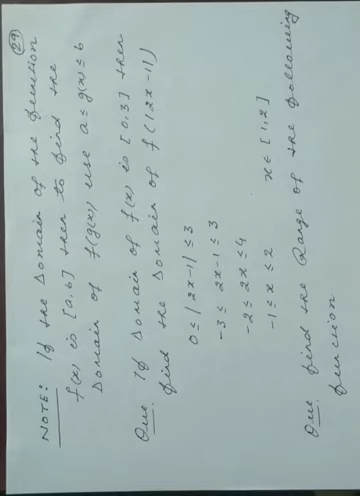 (29)
NOTE: If the Domain of the function
f(x) is [a,b] then to find the
Domain of f(g(x)) use a ≤ g(x) ≤ b
Que If Domain of f(x) is [0,3] then
find the Domain of f(|2x-1|)
0 ≤ |2x-1| ≤ 3
-3 ≤ 2x-1 ≤ 3
-2 ≤ 2x ≤ 4
-1 ≤ x ≤ 2 x ∈ [1,2]
Que find the Range of the following
function